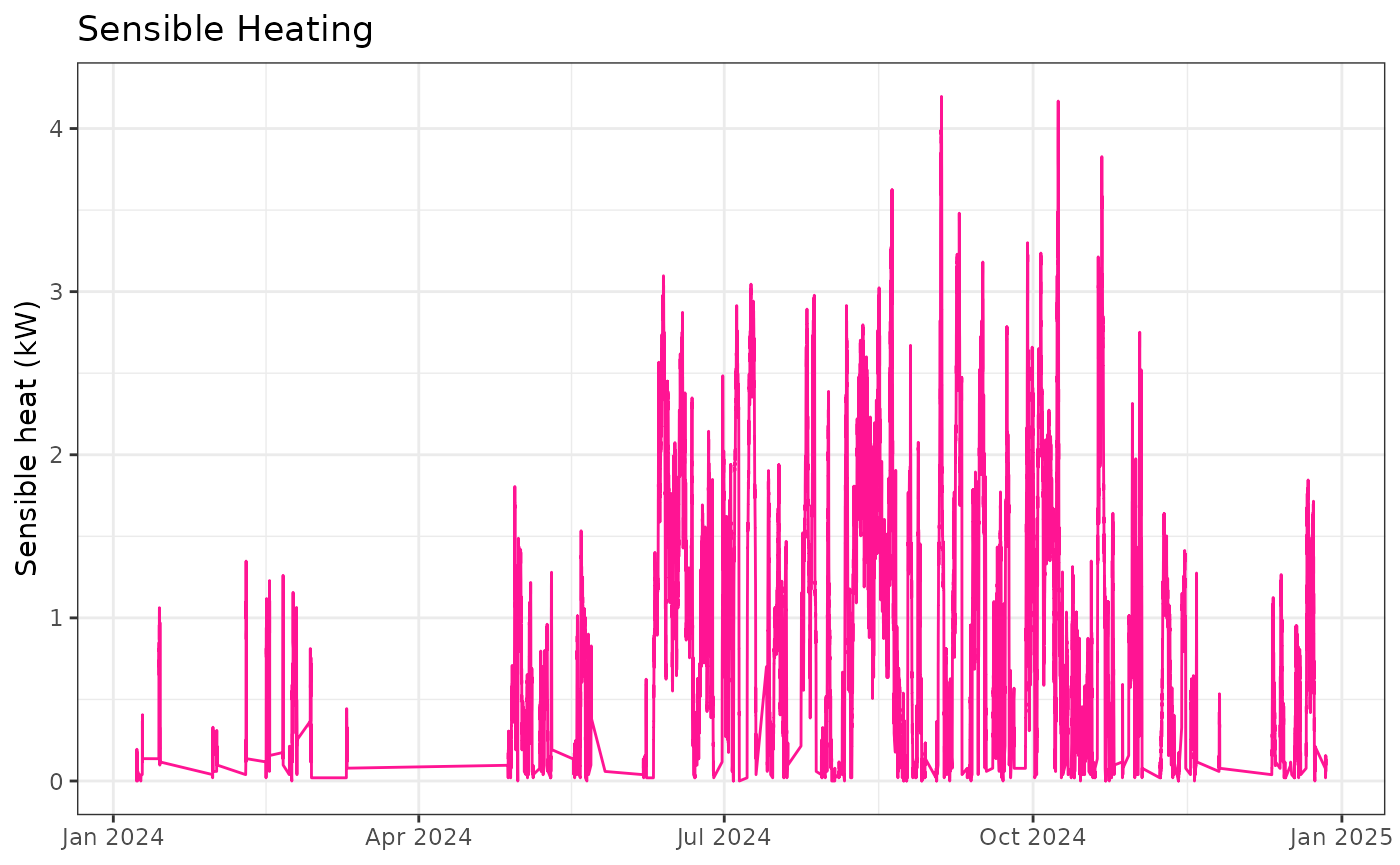 Sensible Heating
Sensible heat (kW)
4
3
2
1
0
Jan 2024
Apr 2024
Jul 2024
Oct 2024
Jan 2025